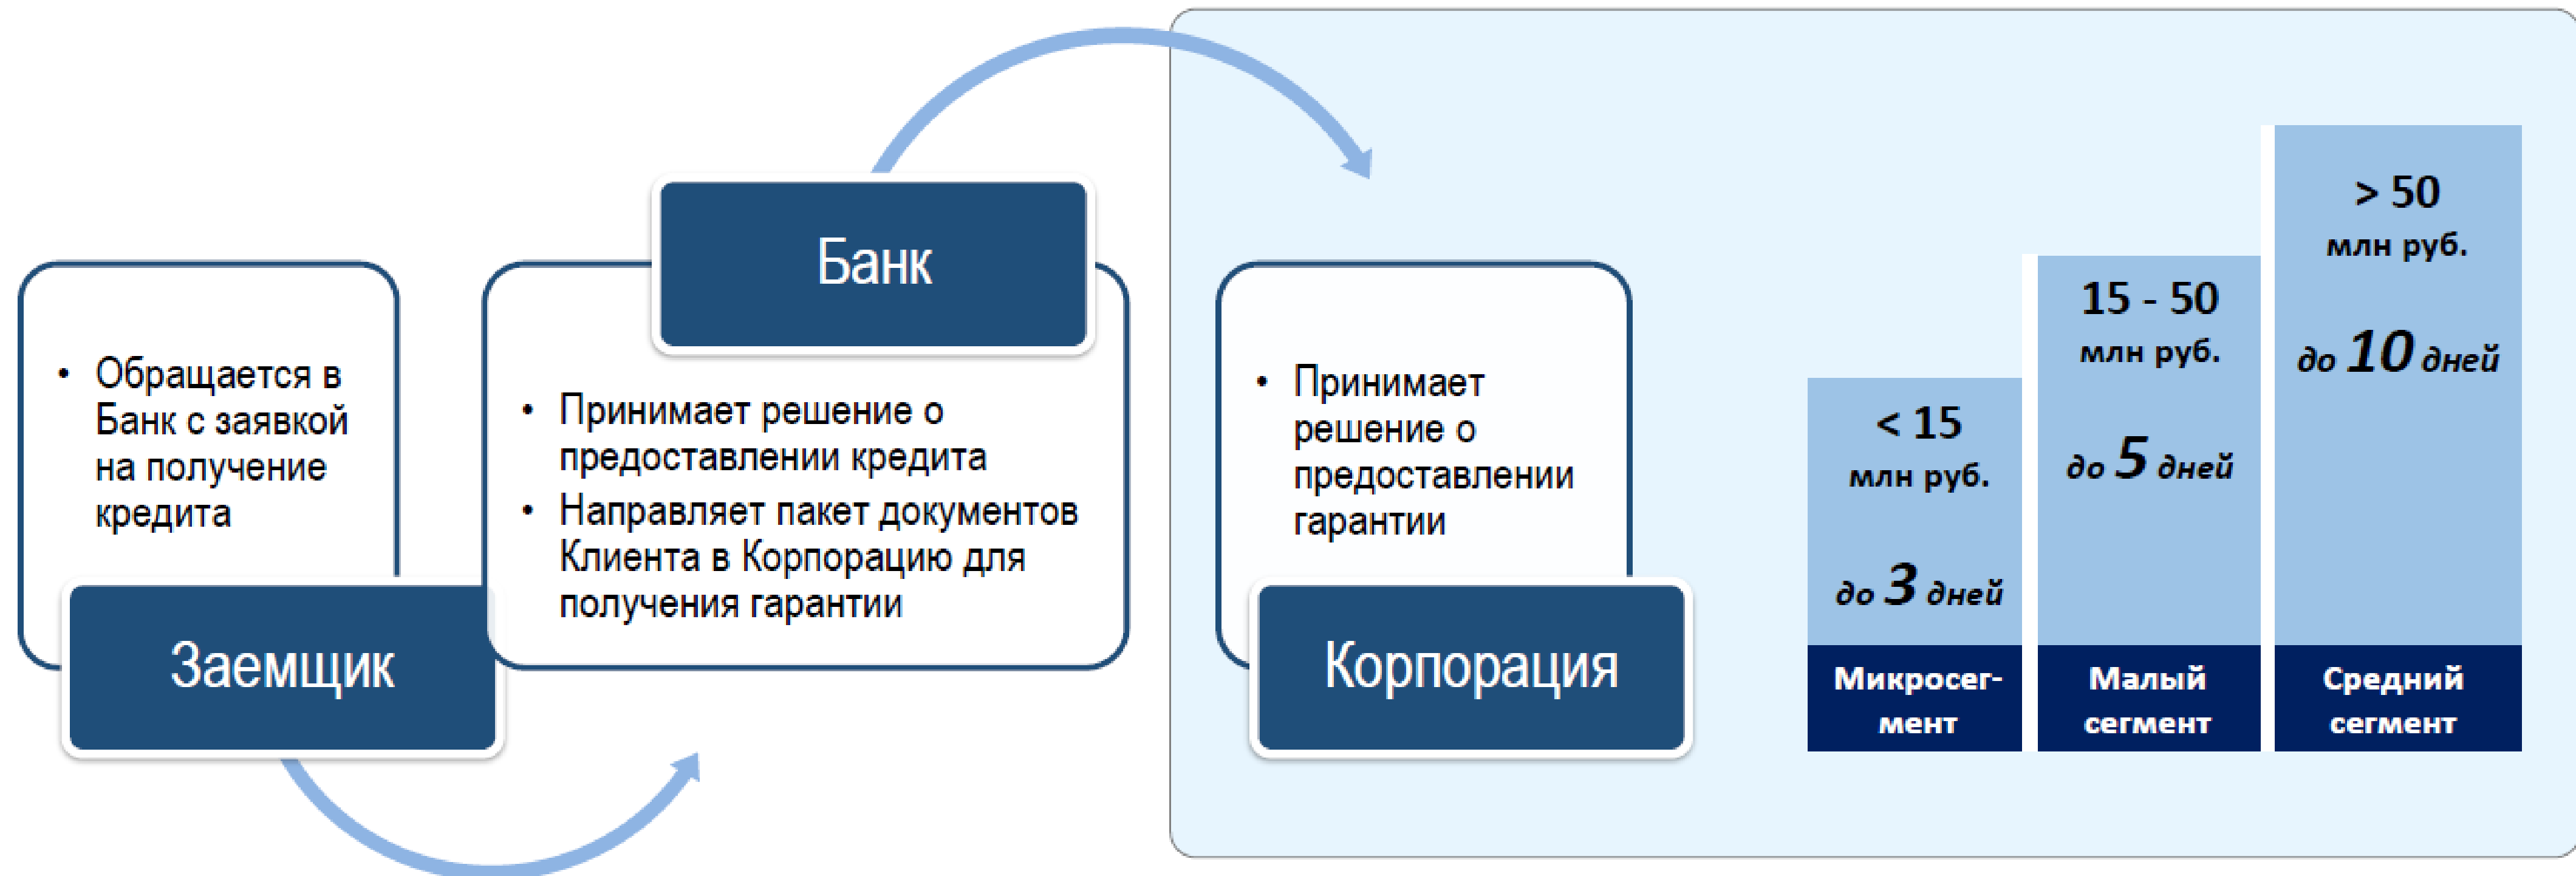 • Обращается в
Банк с заявкой
на получение
кредита
Заемщик
Банк
• Принимает решение о
предоставлении кредита
• Направляет пакет документов
Клиента в Корпорацию для
получения гарантии
• Принимает
решение о
предоставлении
гарантии
Корпорация
< 15
млн руб.
до 3 дней
Микросег-
мент
15 - 50
млн руб.
до 5 дней
Малый
сегмент
> 50
млн руб.
до 10 дней
Средний
сегмент